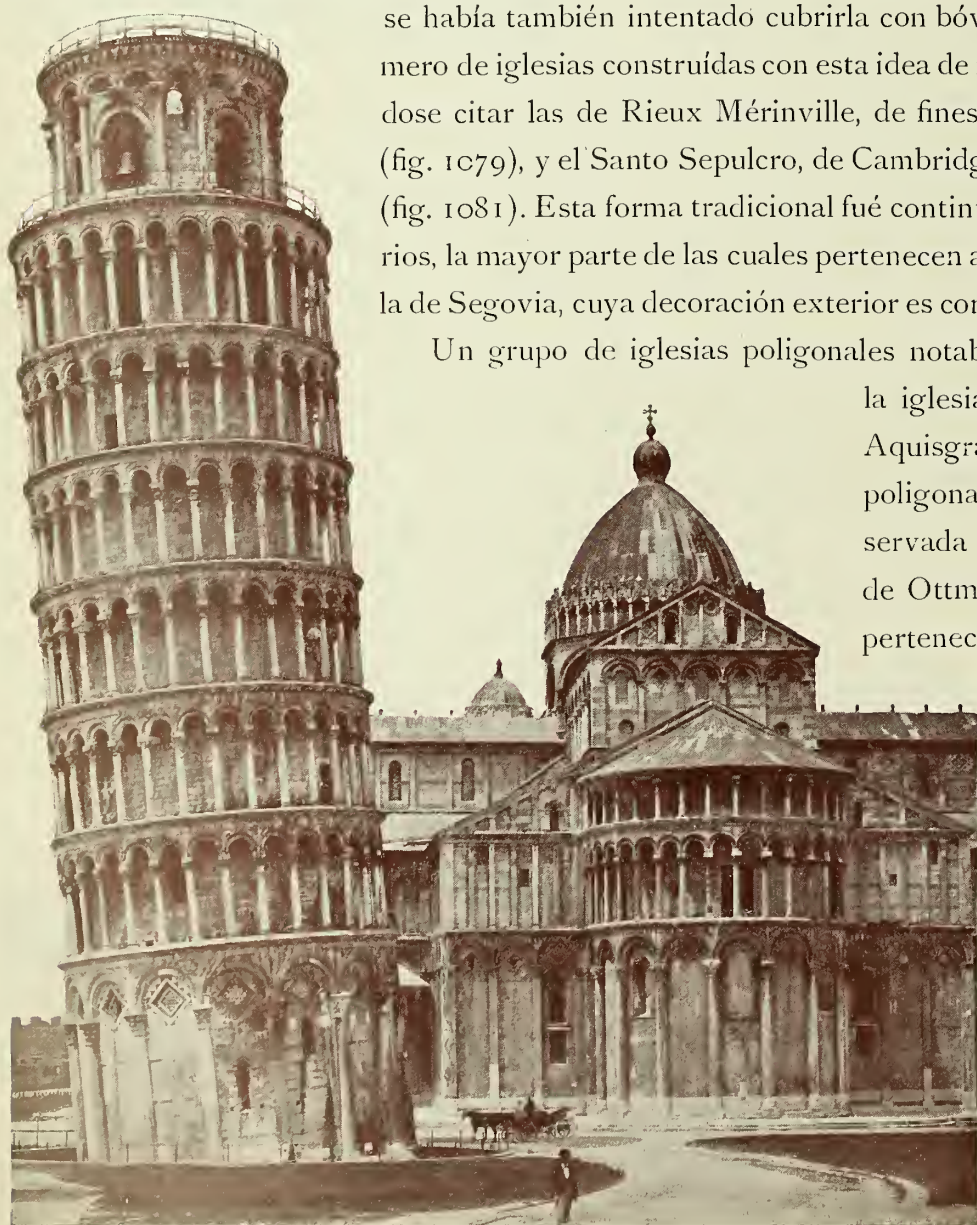 se había también intentado cubrirla con bóv
mero de iglesias construídas con esta idea de
dose citar las de Rieux Mérinville, de fines
(fig. 1079), y el Santo Sepulcro, de Cambridg
(fig. 1081). Esta forma tradicional fué contin
rios, la mayor parte de las cuales pertenecen a
la de Segovia, cuya decoración exterior es con
Un grupo de iglesias poligonales notab
la iglesia
Aquisgra
poligona
servada
de Ottm
pertenec